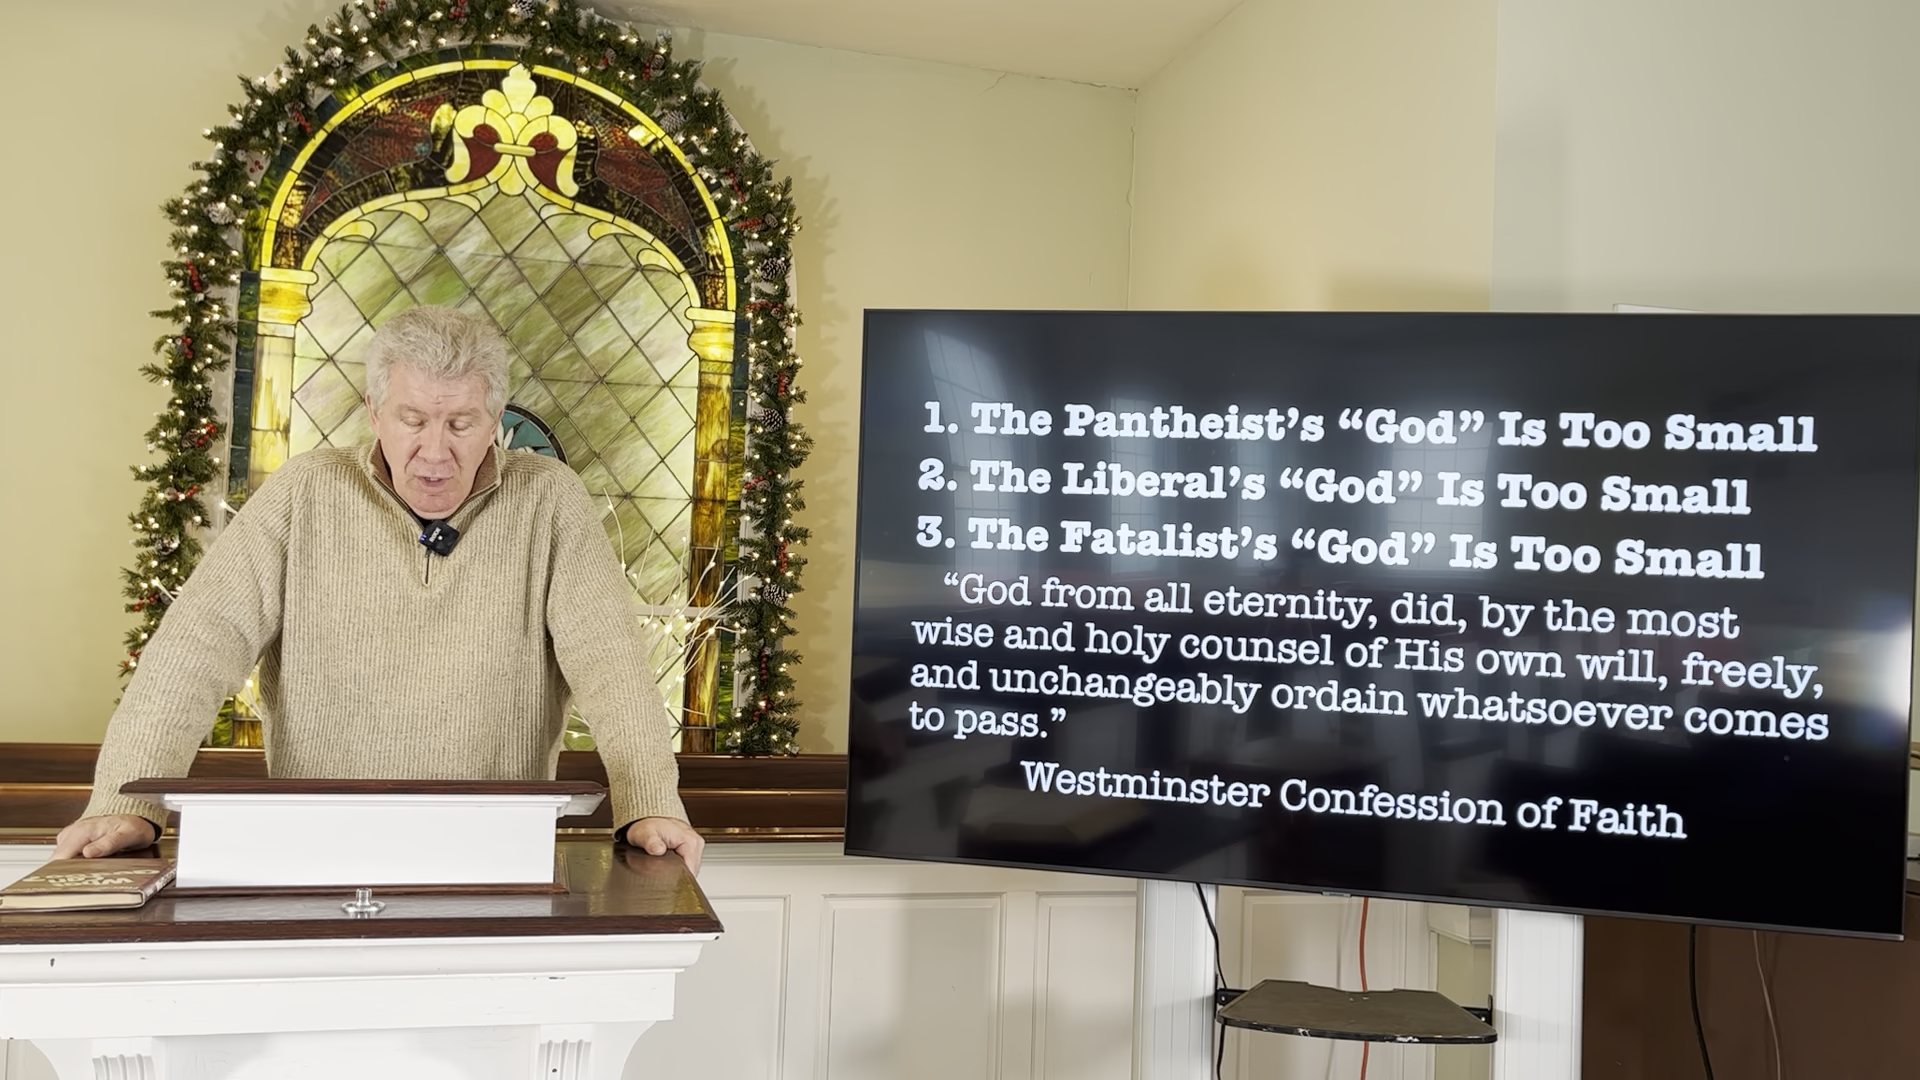 1. The Pantheist’s “God” Is Too Small
2. The Liberal’s “God” Is Too Small
3. The Fatalist’s “God” Is Too Small
“God from all eternity, did, by the most
wise and holy counsel of His own will, freely,
and unchangeably ordain whatsoever comes
to pass.”
Westminster Confession of Faith